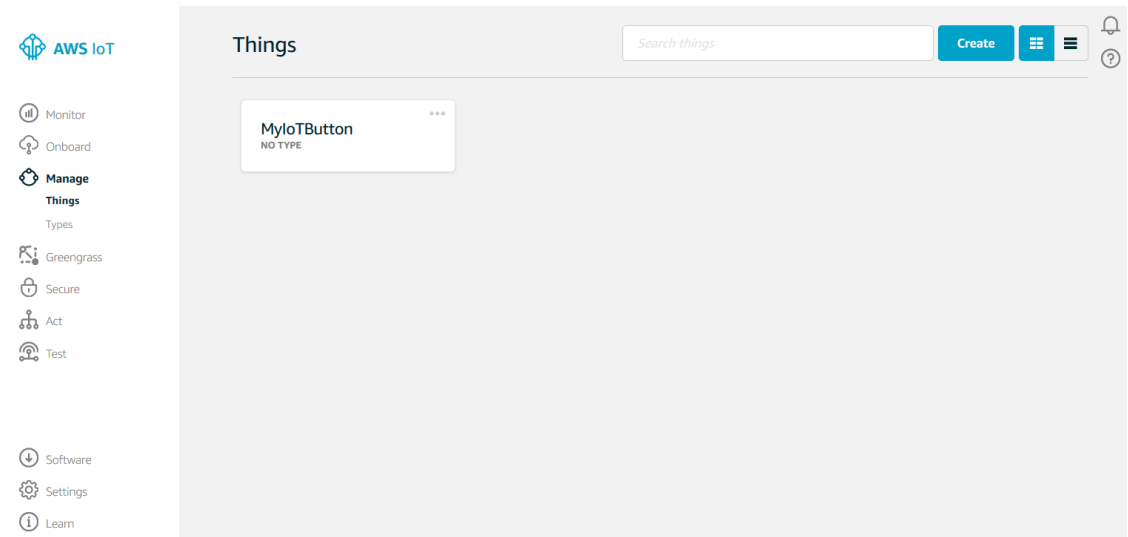 AWS IoT
Monitor
Onboard
Manage
Things
Types
Greengrass
Secure
Act
Test
Software
Settings
Learn
Things
Search things
Create
MyIoTButton
NO TYPE